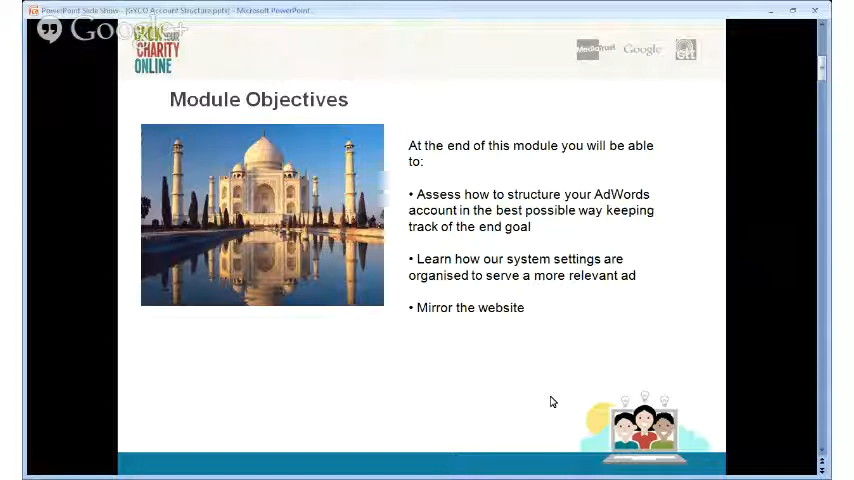 PowerPoint Slide Show - [GYCO Account Structure.pptx] - Microsoft PowerPoint...
Google+
YOUR
CHARITY
ONLINE
MediaTrust
Google
Module Objectives
At the end of this module you will be able
to:
• Assess how to structure your AdWords
account in the best possible way keeping
track of the end goal
• Learn how our system settings are
organised to serve a more relevant ad
• Mirror the website